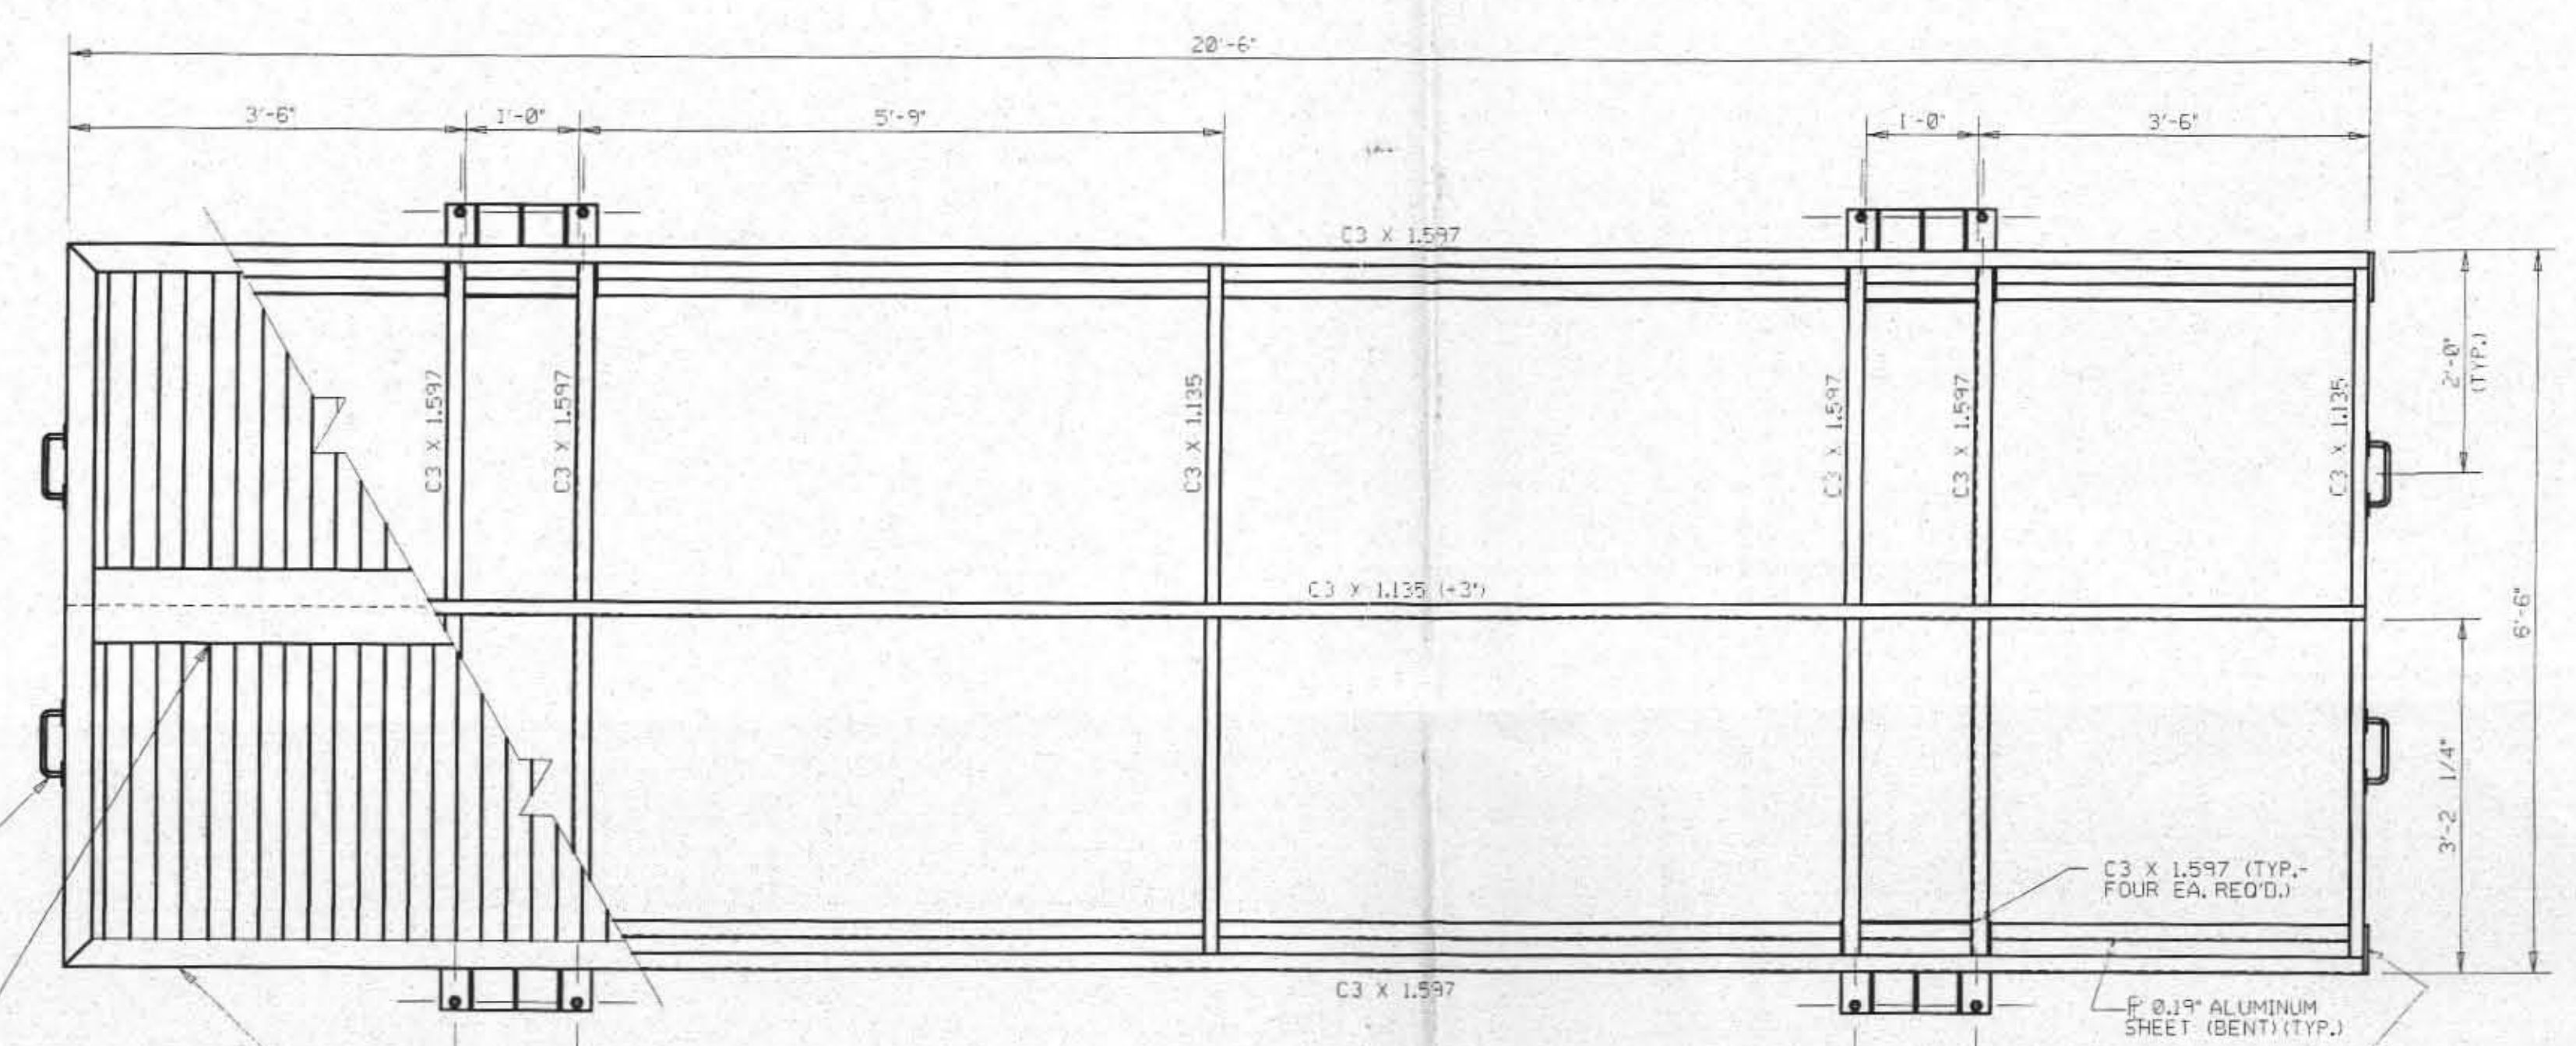 20'-6"
3'-6"
1'-0"
5'-9"
1'-0"
3'-6"
C3 X 1.597
C3 X 1.597
C3 X 1.597
C3 X 1.135
C3 X 1.597
C3 X 1.597
C3 X 1.135
2'-0"
(TYP.)
C3 X 1.135 (+3")
6'-6"
3'-2 1/4"
C3 X 1.597 (TYP.-
FOUR EA. REQ'D.)
C3 X 1.597
℄ 0.19" ALUMINUM
SHEET (BENT) (TYP.)